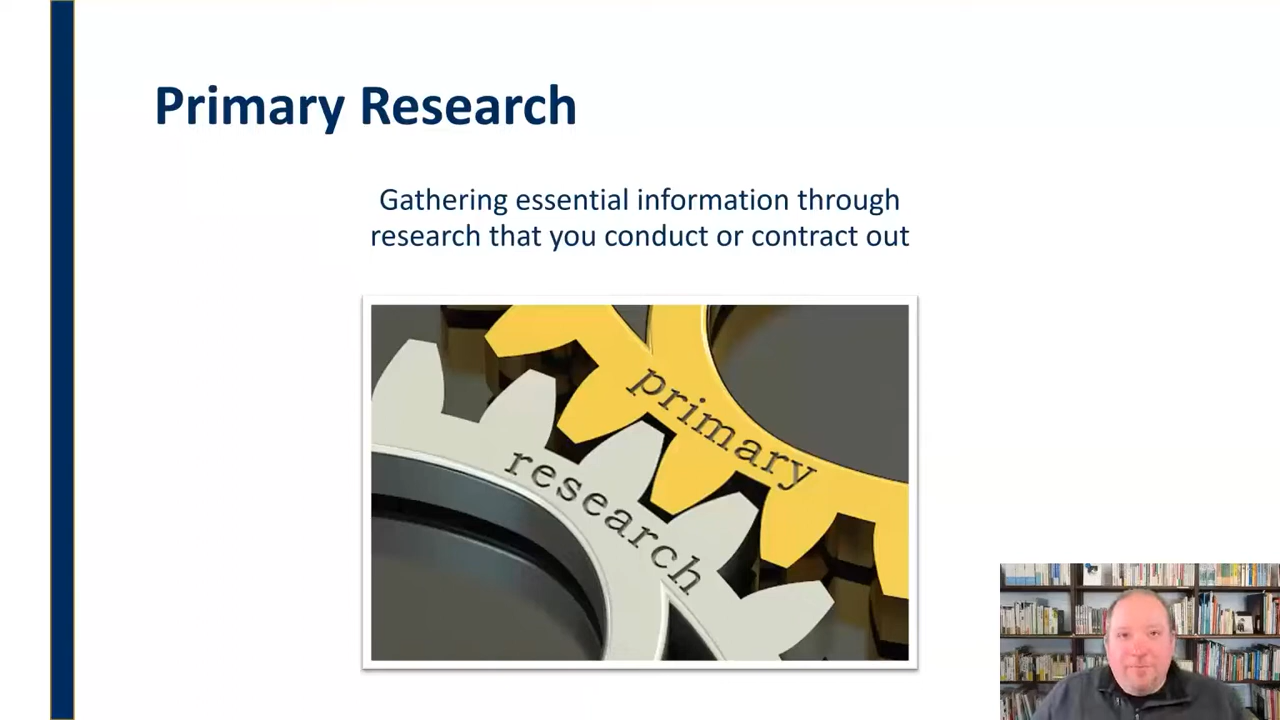 Primary Research
Gathering essential information through
research that you conduct or contract out
primary
research